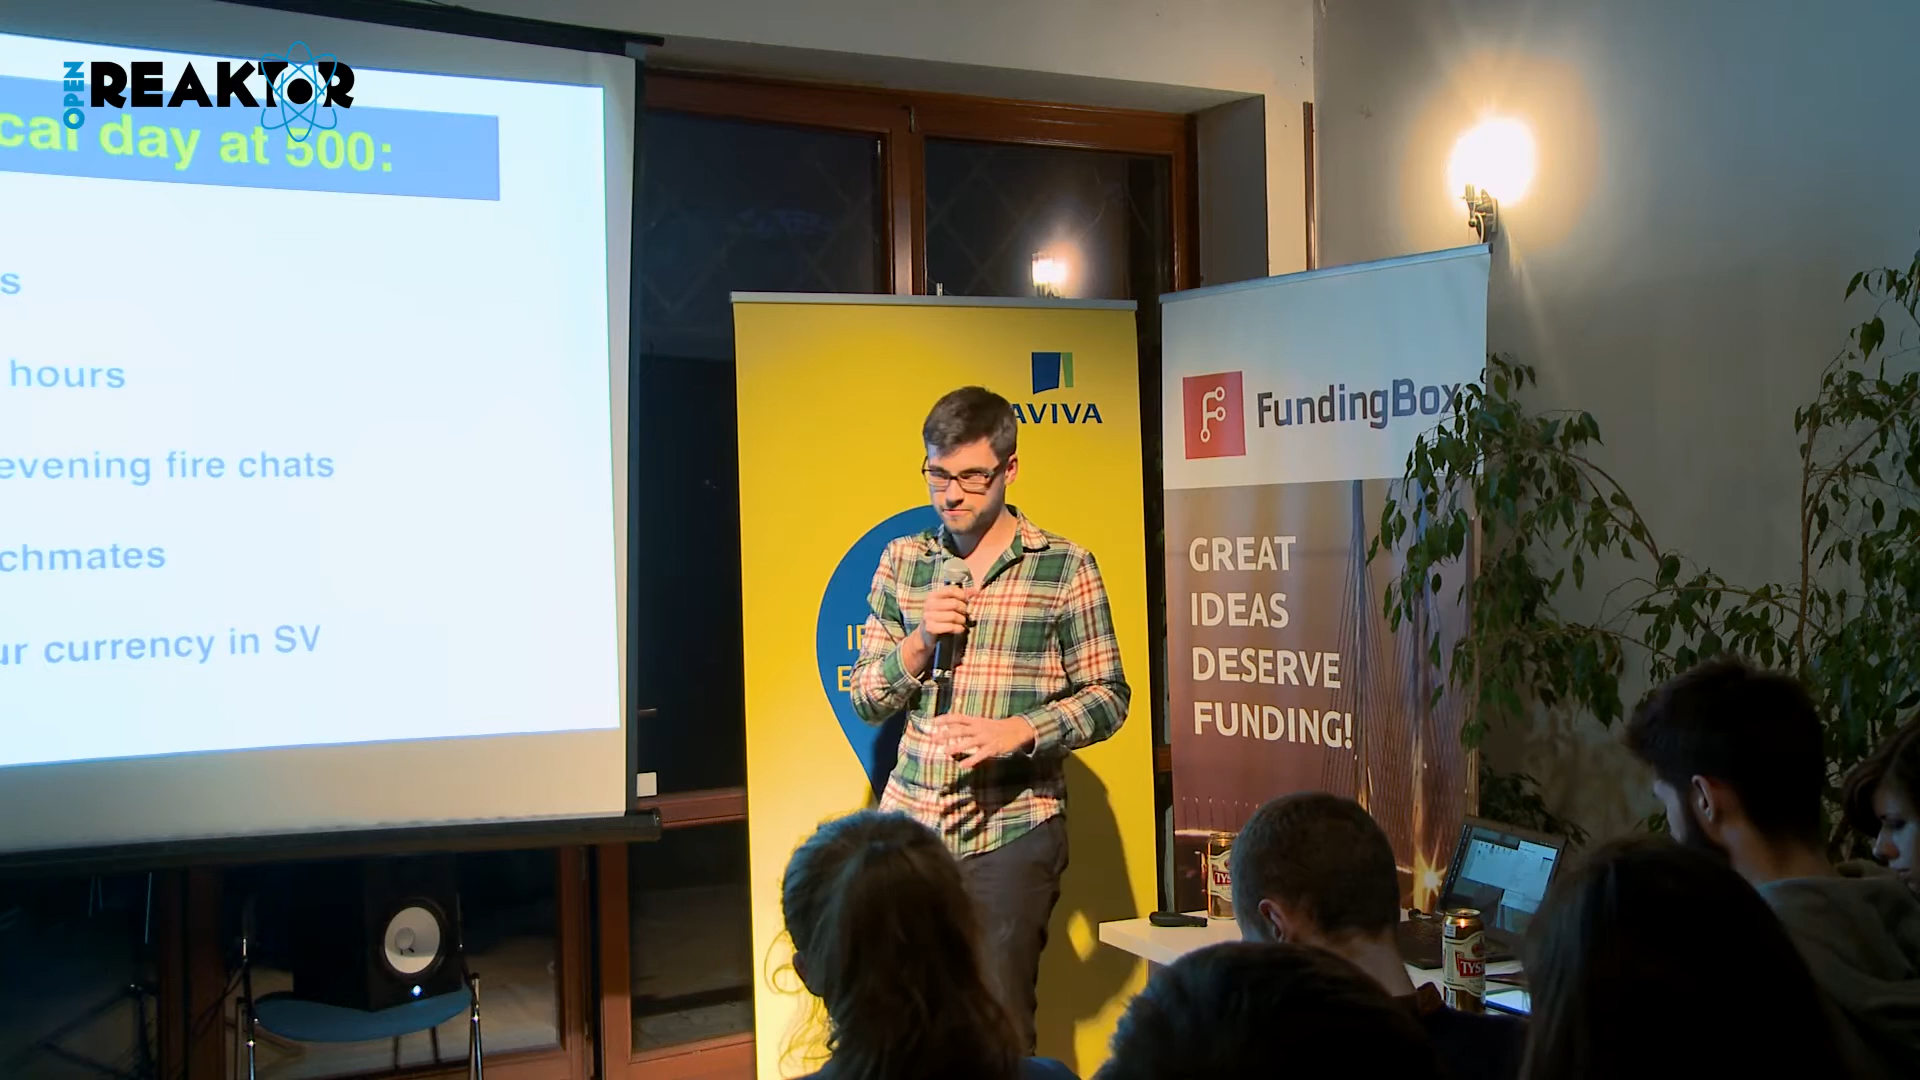 OPEN REAKTOR
cal day at 500:
s
hours
evening fire chats
chmates
ur currency in SV
AVIVA
FundingBox
GREAT
IDEAS
DESERVE
FUNDING!